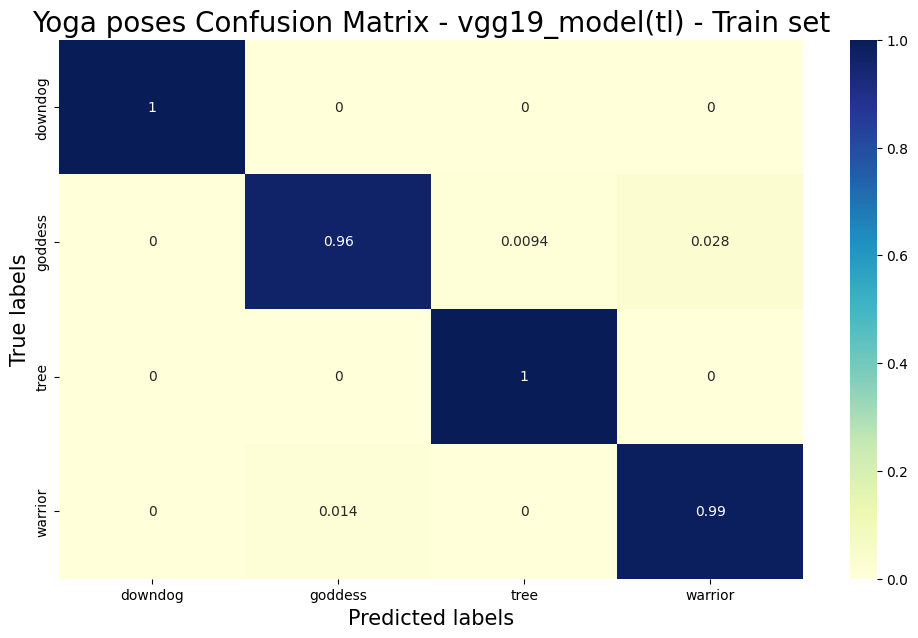 Yoga poses Confusion Matrix - vgg19_model(tl) - Train set
True labels
downdog
1 0 0 0
goddess
0 0.96 0.0094 0.028
tree
0 0 1 0
warrior
0 0.014 0 0.99
downdog goddess tree warrior
Predicted labels
1.0
0.8
0.6
0.4
0.2
0.0